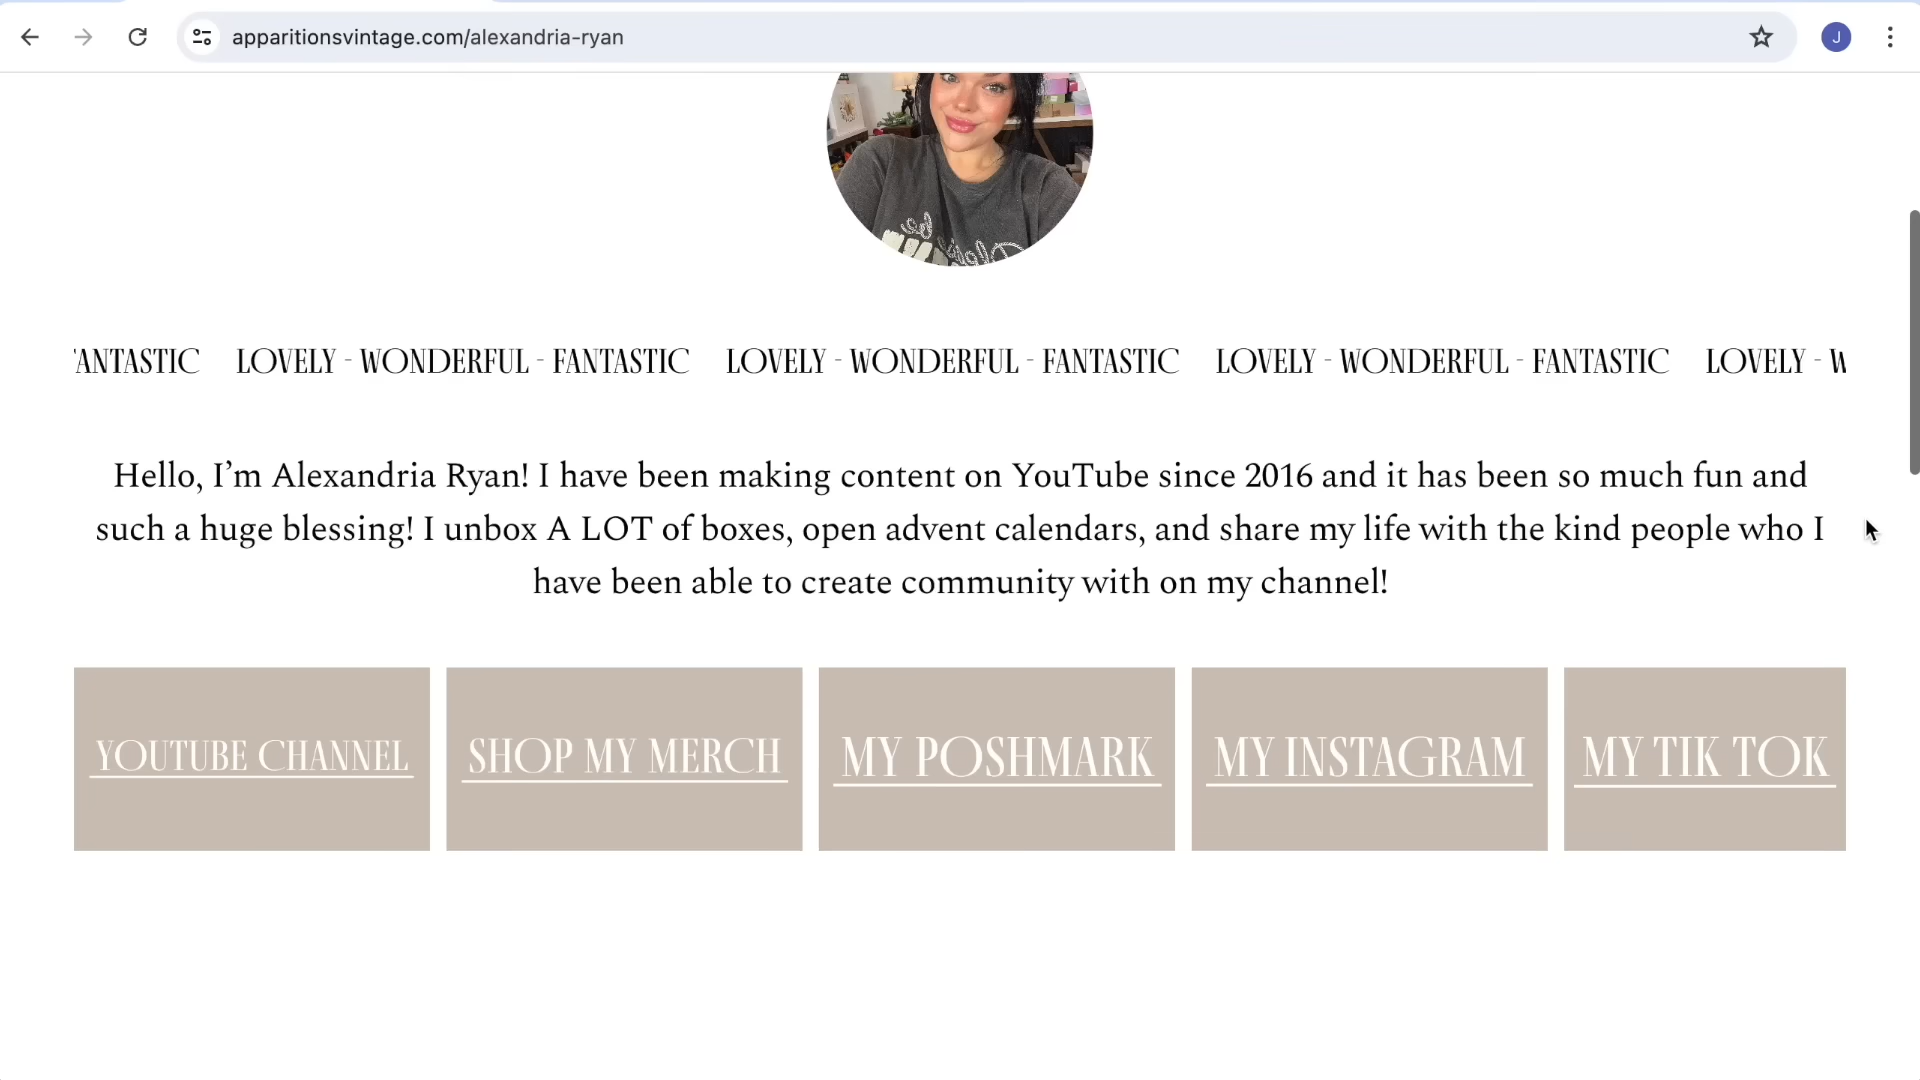 apparitionsvintage.com/alexandria-ryan
J
ANTASTIC LOVELY - WONDERFUL - FANTASTIC LOVELY - WONDERFUL - FANTASTIC LOVELY - WONDERFUL - FANTASTIC LOVELY - W
Hello, I’m Alexandria Ryan! I have been making content on YouTube since 2016 and it has been so much fun and
such a huge blessing! I unbox A LOT of boxes, open advent calendars, and share my life with the kind people who I
have been able to create community with on my channel!
YOUTUBE CHANNEL SHOP MY MERCH MY POSHMARK MY INSTAGRAM MY TIK TOK